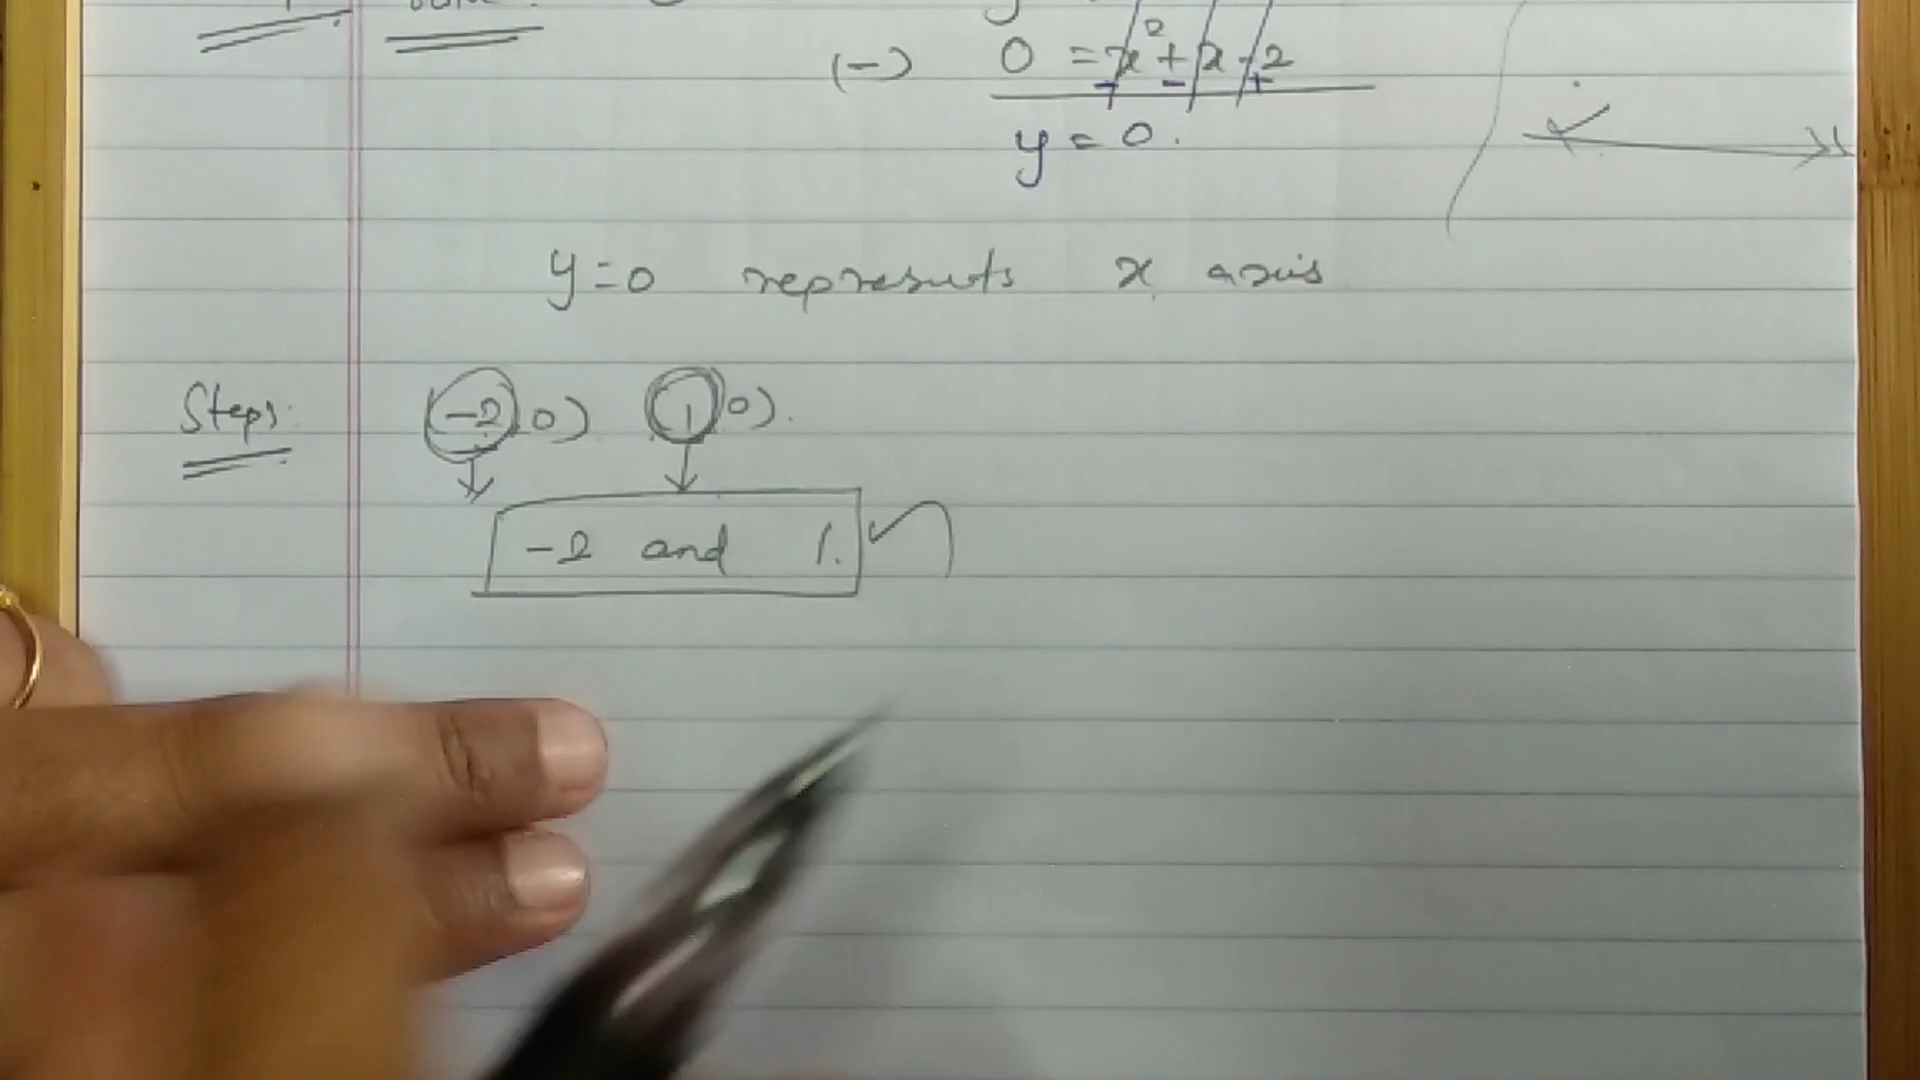 (-) 0 = x² + x - 2
- - +
y = 0.
y = 0 represents x axis
Steps: (-2, 0) (1, 0).
-2 and 1.